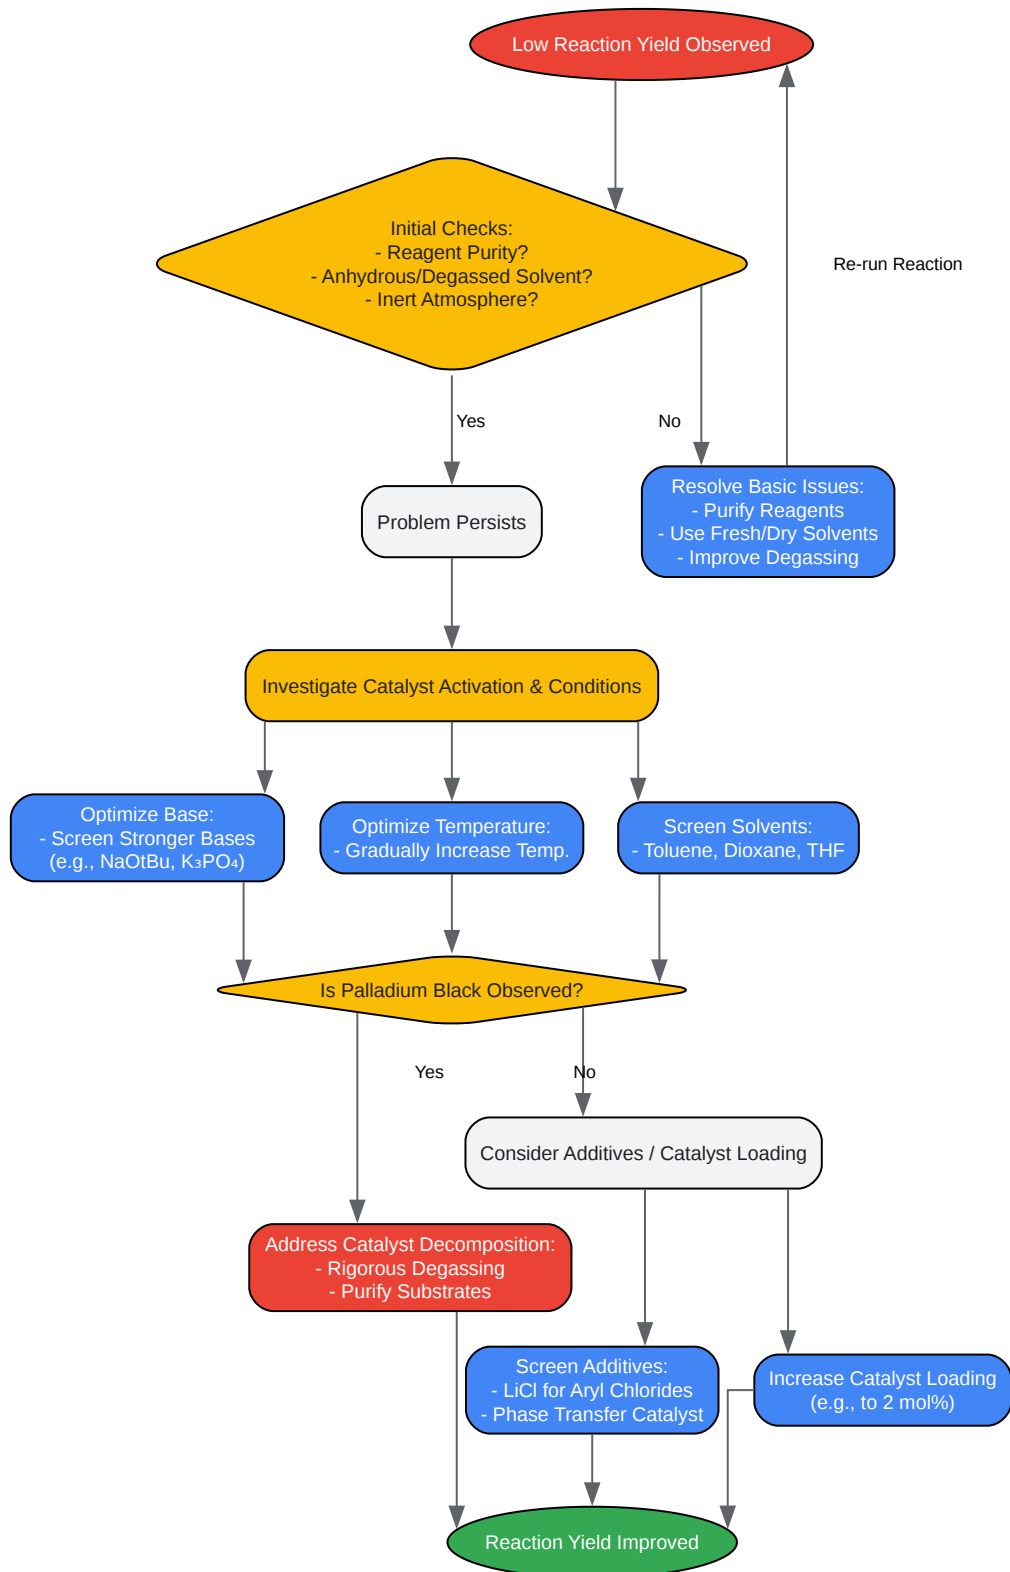 Low Reaction Yield Observed
Initial Checks:
- Reagent Purity?
- Anhydrous/Degassed Solvent?
- Inert Atmosphere?
Re-run Reaction
Yes
No
Resolve Basic Issues:
- Purify Reagents
- Use Fresh/Dry Solvents
- Improve Degassing
Problem Persists
Investigate Catalyst Activation & Conditions
Optimize Base:
- Screen Stronger Bases
(e.g., NaOtBu, K₃PO₄)
Optimize Temperature:
- Gradually Increase Temp.
Screen Solvents:
- Toluene, Dioxane, THF
Is Palladium Black Observed?
Yes
No
Consider Additives / Catalyst Loading
Address Catalyst Decomposition:
- Rigorous Degassing
- Purify Substrates
Screen Additives:
- LiCl for Aryl Chlorides
- Phase Transfer Catalyst
Increase Catalyst Loading
(e.g., to 2 mol%)
Reaction Yield Improved